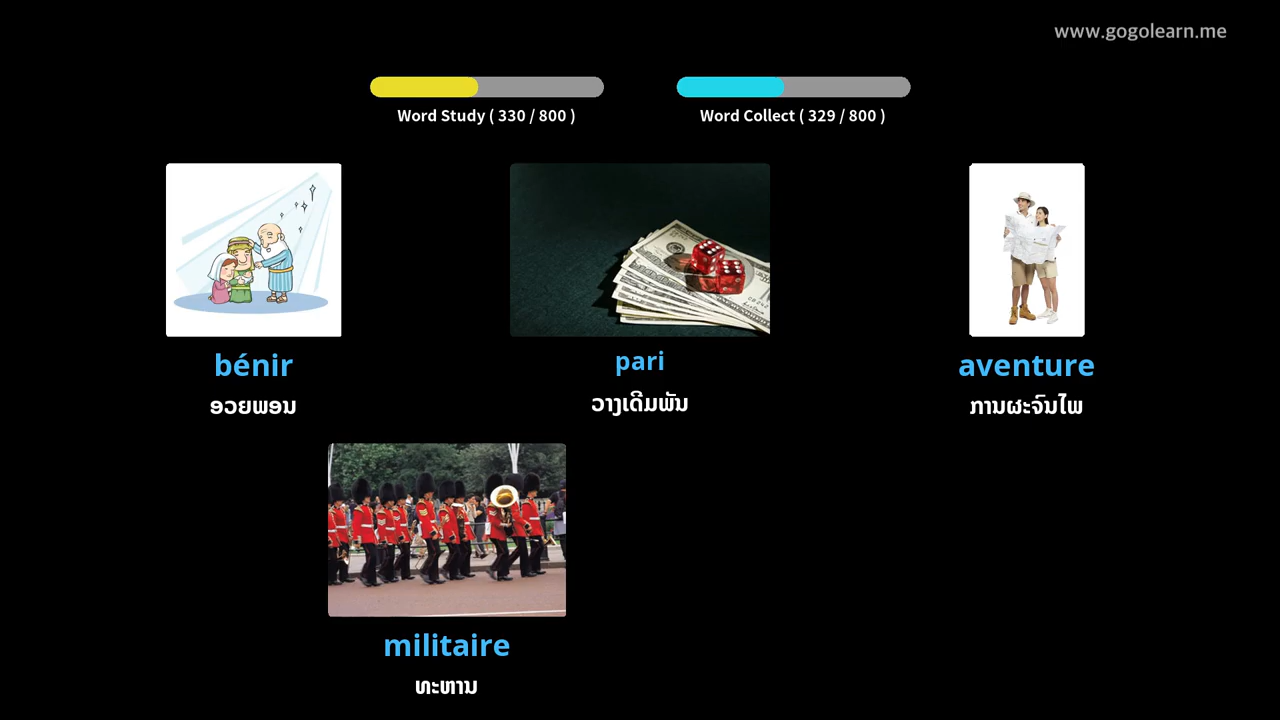 www.gogolearn.me
Word Study ( 330 / 800 )
Word Collect ( 329 / 800 )
bénir
ອວຍພອນ
pari
ວາງເດີມພັນ
aventure
ການຜະຈົນໄພ
militaire
ທະຫານ